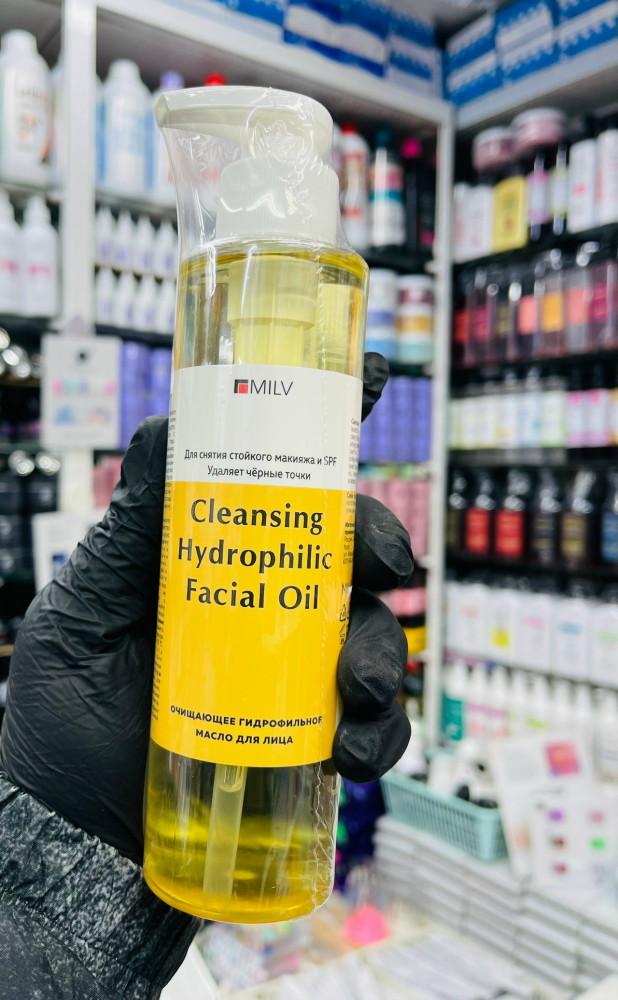 MILV
Для снятия стойкого макияжа и SPF
Удаляет чёрные точки
Cleansing
Hydrophilic
Facial Oil
ОЧИЩАЮЩЕЕ ГИДРОФИЛЬНОЕ
МАСЛО ДЛЯ ЛИЦА